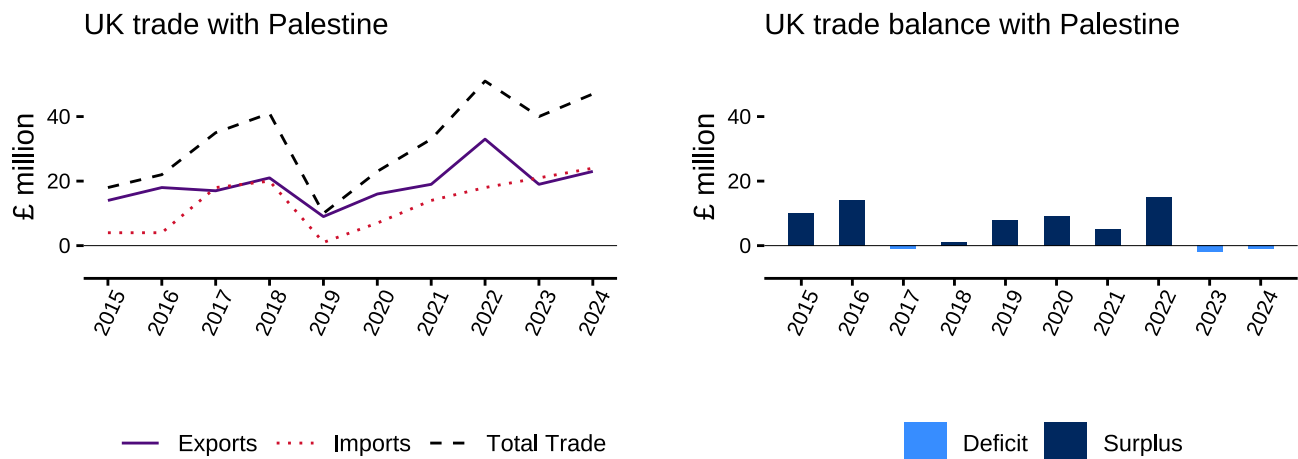 UK trade with Palestine
£ million
40
20
0
2015 2016 2017 2018 2019 2020 2021 2022 2023 2024
Exports Imports Total Trade
UK trade balance with Palestine
£ million
40
20
0
2015 2016 2017 2018 2019 2020 2021 2022 2023 2024
Deficit Surplus